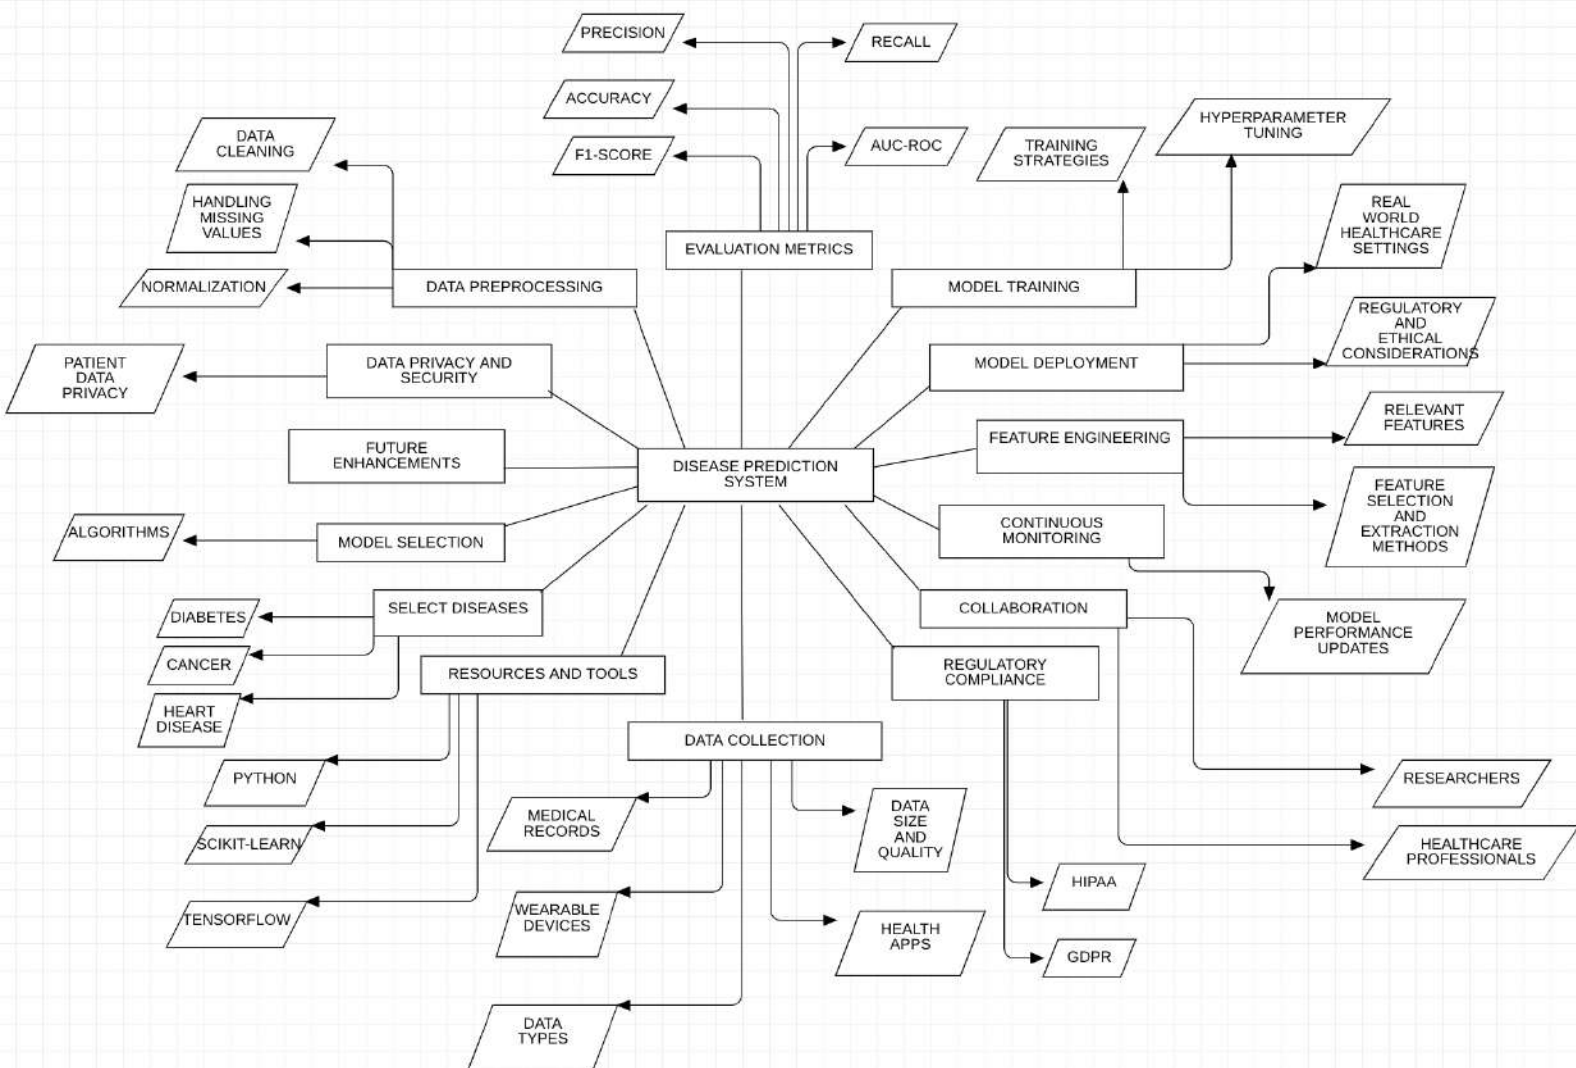 PRECISION
RECALL
ACCURACY
F1-SCORE
AUC-ROC
DATA
CLEANING
HANDLING
MISSING
VALUES
NORMALIZATION
TRAINING
STRATEGIES
HYPERPARAMETER
TUNING
REAL
WORLD
HEALTHCARE
SETTINGS
EVALUATION METRICS
DATA PREPROCESSING
MODEL TRAINING
REGULATORY
AND
ETHICAL
CONSIDERATIONS
PATIENT
DATA
PRIVACY
DATA PRIVACY AND
SECURITY
MODEL DEPLOYMENT
RELEVANT
FEATURES
FUTURE
ENHANCEMENTS
DISEASE PREDICTION
SYSTEM
FEATURE ENGINEERING
FEATURE
SELECTION
AND
EXTRACTION
METHODS
ALGORITHMS
MODEL SELECTION
CONTINUOUS
MONITORING
DIABETES
CANCER
HEART
DISEASE
SELECT DISEASES
COLLABORATION
MODEL
PERFORMANCE
UPDATES
RESOURCES AND TOOLS
REGULATORY
COMPLIANCE
DATA COLLECTION
PYTHON
SCIKIT-LEARN
TENSORFLOW
MEDICAL
RECORDS
DATA
SIZE
AND
QUALITY
RESEARCHERS
HEALTHCARE
PROFESSIONALS
WEARABLE
DEVICES
HEALTH
APPS
HIPAA
GDPR
DATA
TYPES